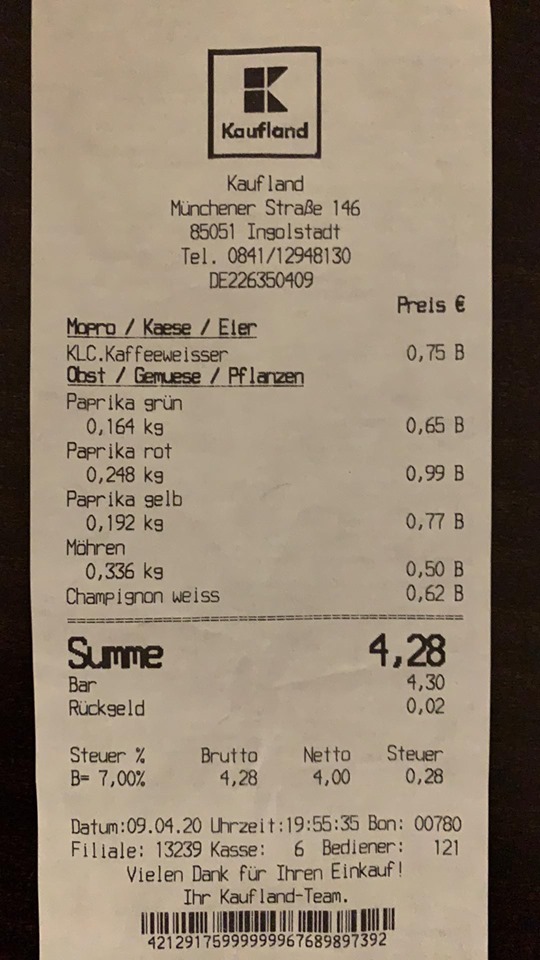 Kaufland
Kaufland
Münchener Straße 146
85051 Ingolstadt
Tel. 0841/12948130
DE226350409
Preis €
Mopro / Kaese / Eier
KLC.Kaffeeweisser 0,75 B
Obst / Gemuese / Pflanzen
Paprika grün
0,164 kg 0,65 B
Paprika rot
0,248 kg 0,99 B
Paprika gelb
0,192 kg 0,77 B
Möhren
0,336 kg 0,50 B
Champignon weiss 0,62 B
Summe 4,28
Bar 4,30
Rückgeld 0,02
Steuer % Brutto Netto Steuer
B= 7,00% 4,28 4,00 0,28
Datum:09.04.20 Uhrzeit:19:55:35 Bon: 00780
Filiale: 13239 Kasse: 6 Bediener: 121
Vielen Dank für Ihren Einkauf!
Ihr Kaufland-Team.
42129175999999967689897392